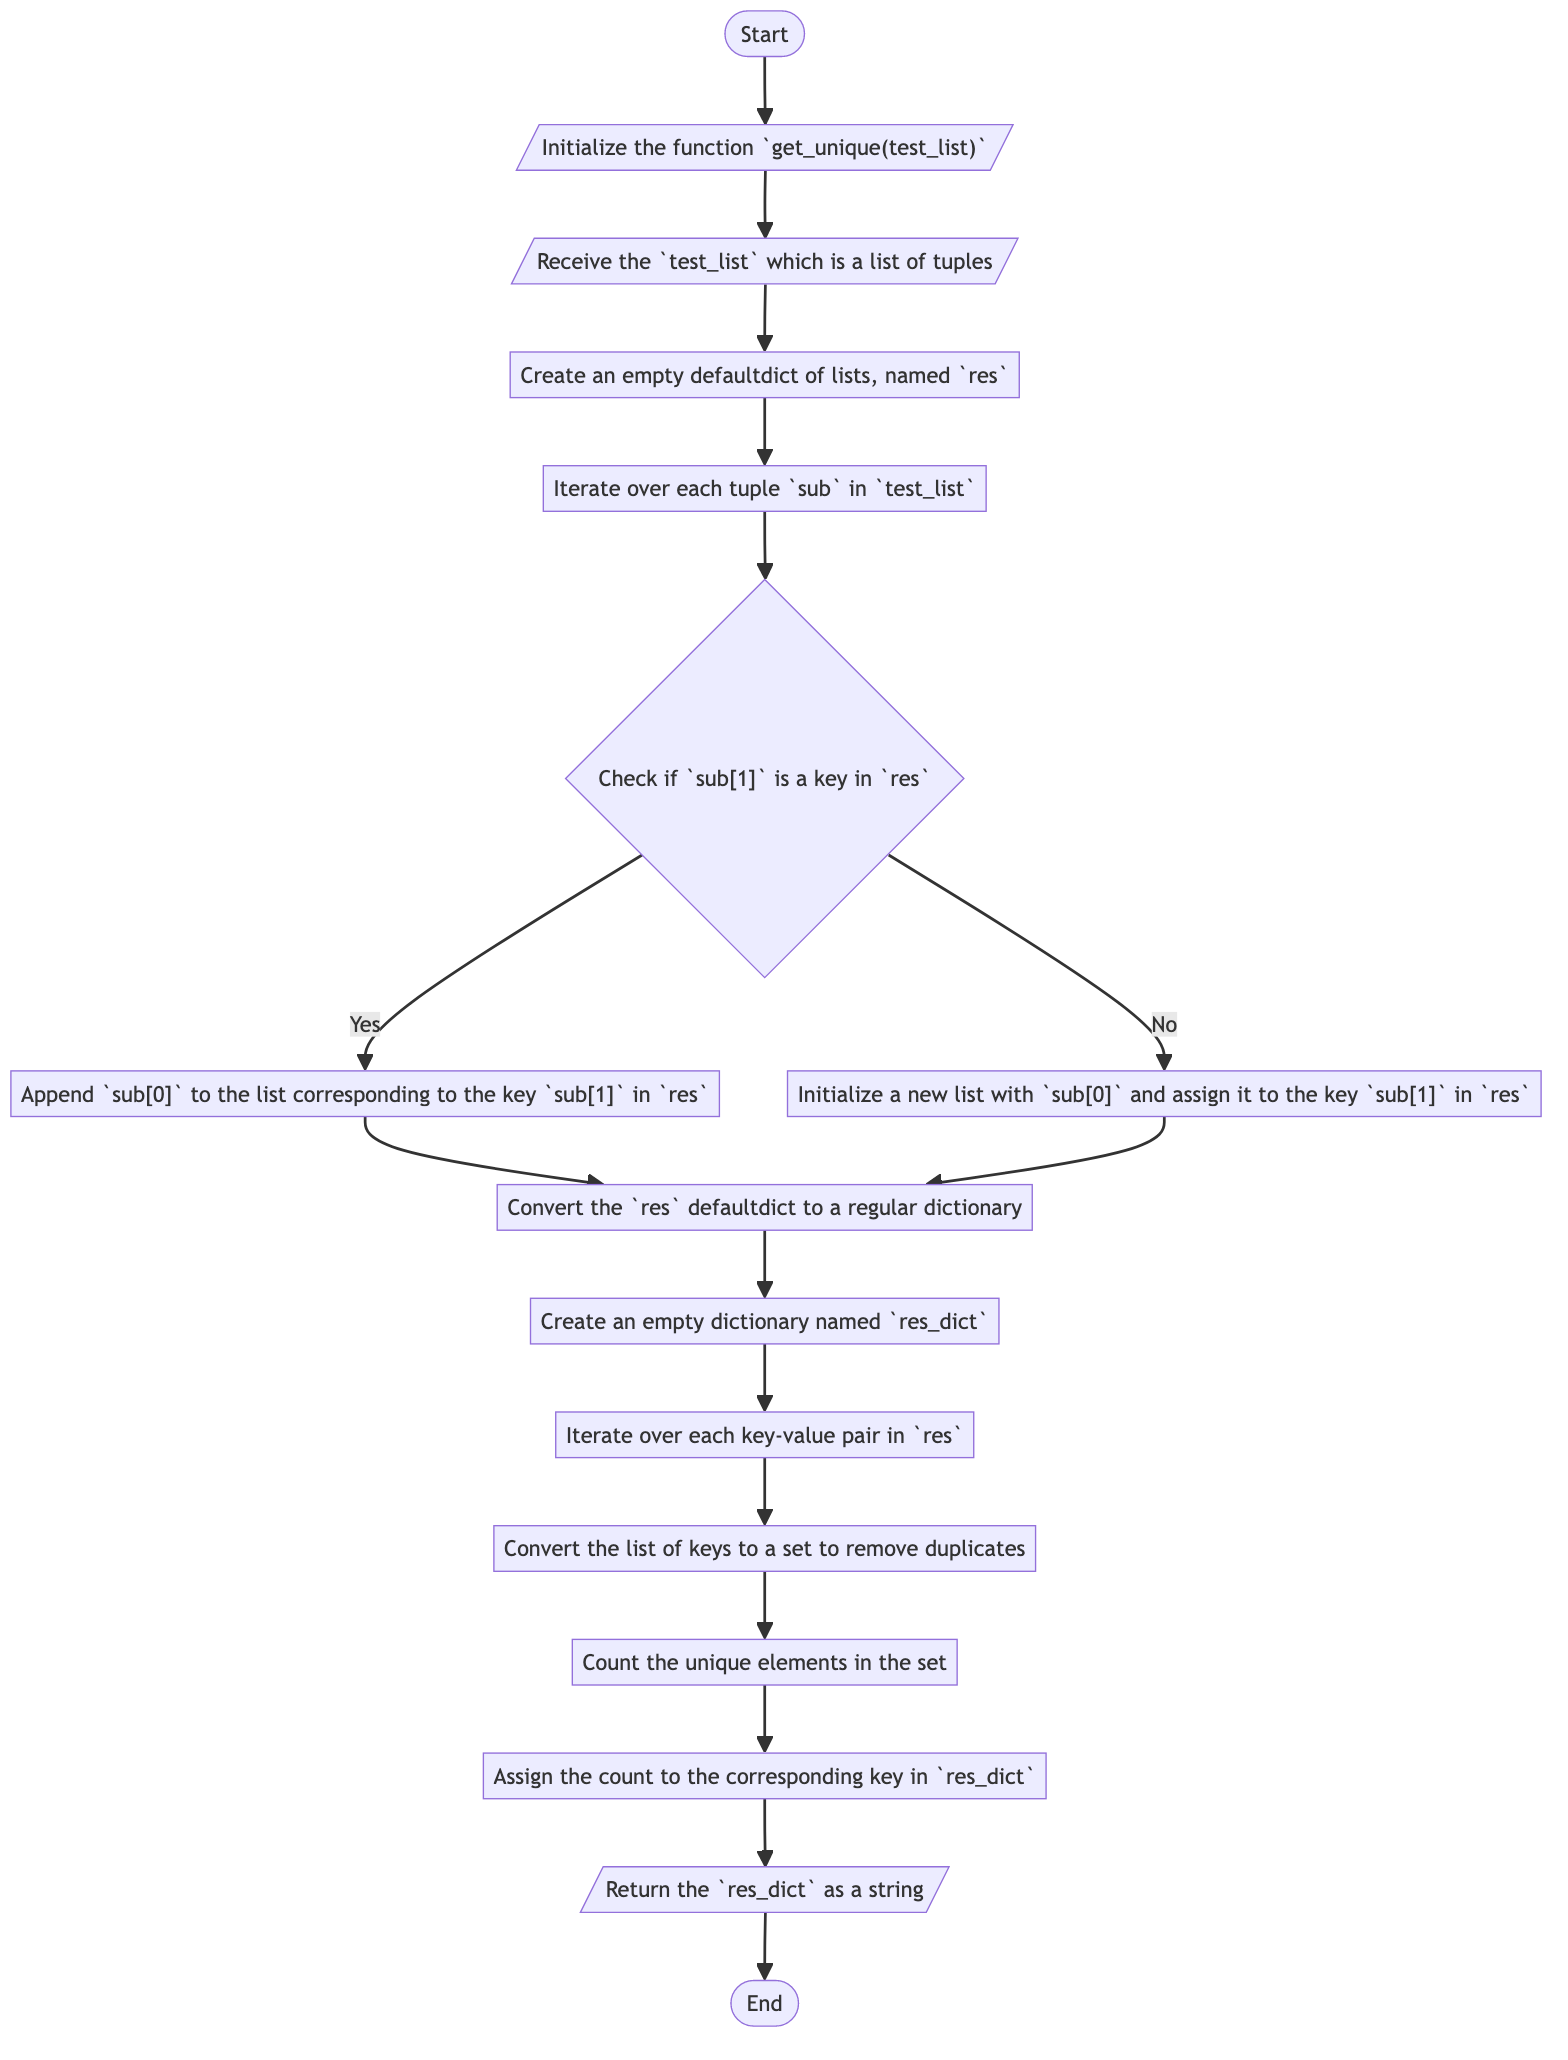 Start
Initialize the function `get_unique(test_list)`
Receive the `test_list` which is a list of tuples
Create an empty defaultdict of lists, named `res`
Iterate over each tuple `sub` in `test_list`
Check if `sub[1]` is a key in `res`
Yes
No
Append `sub[0]` to the list corresponding to the key `sub[1]` in `res`
Initialize a new list with `sub[0]` and assign it to the key `sub[1]` in `res`
Convert the `res` defaultdict to a regular dictionary
Create an empty dictionary named `res_dict`
Iterate over each key-value pair in `res`
Convert the list of keys to a set to remove duplicates
Count the unique elements in the set
Assign the count to the corresponding key in `res_dict`
Return the `res_dict` as a string
End